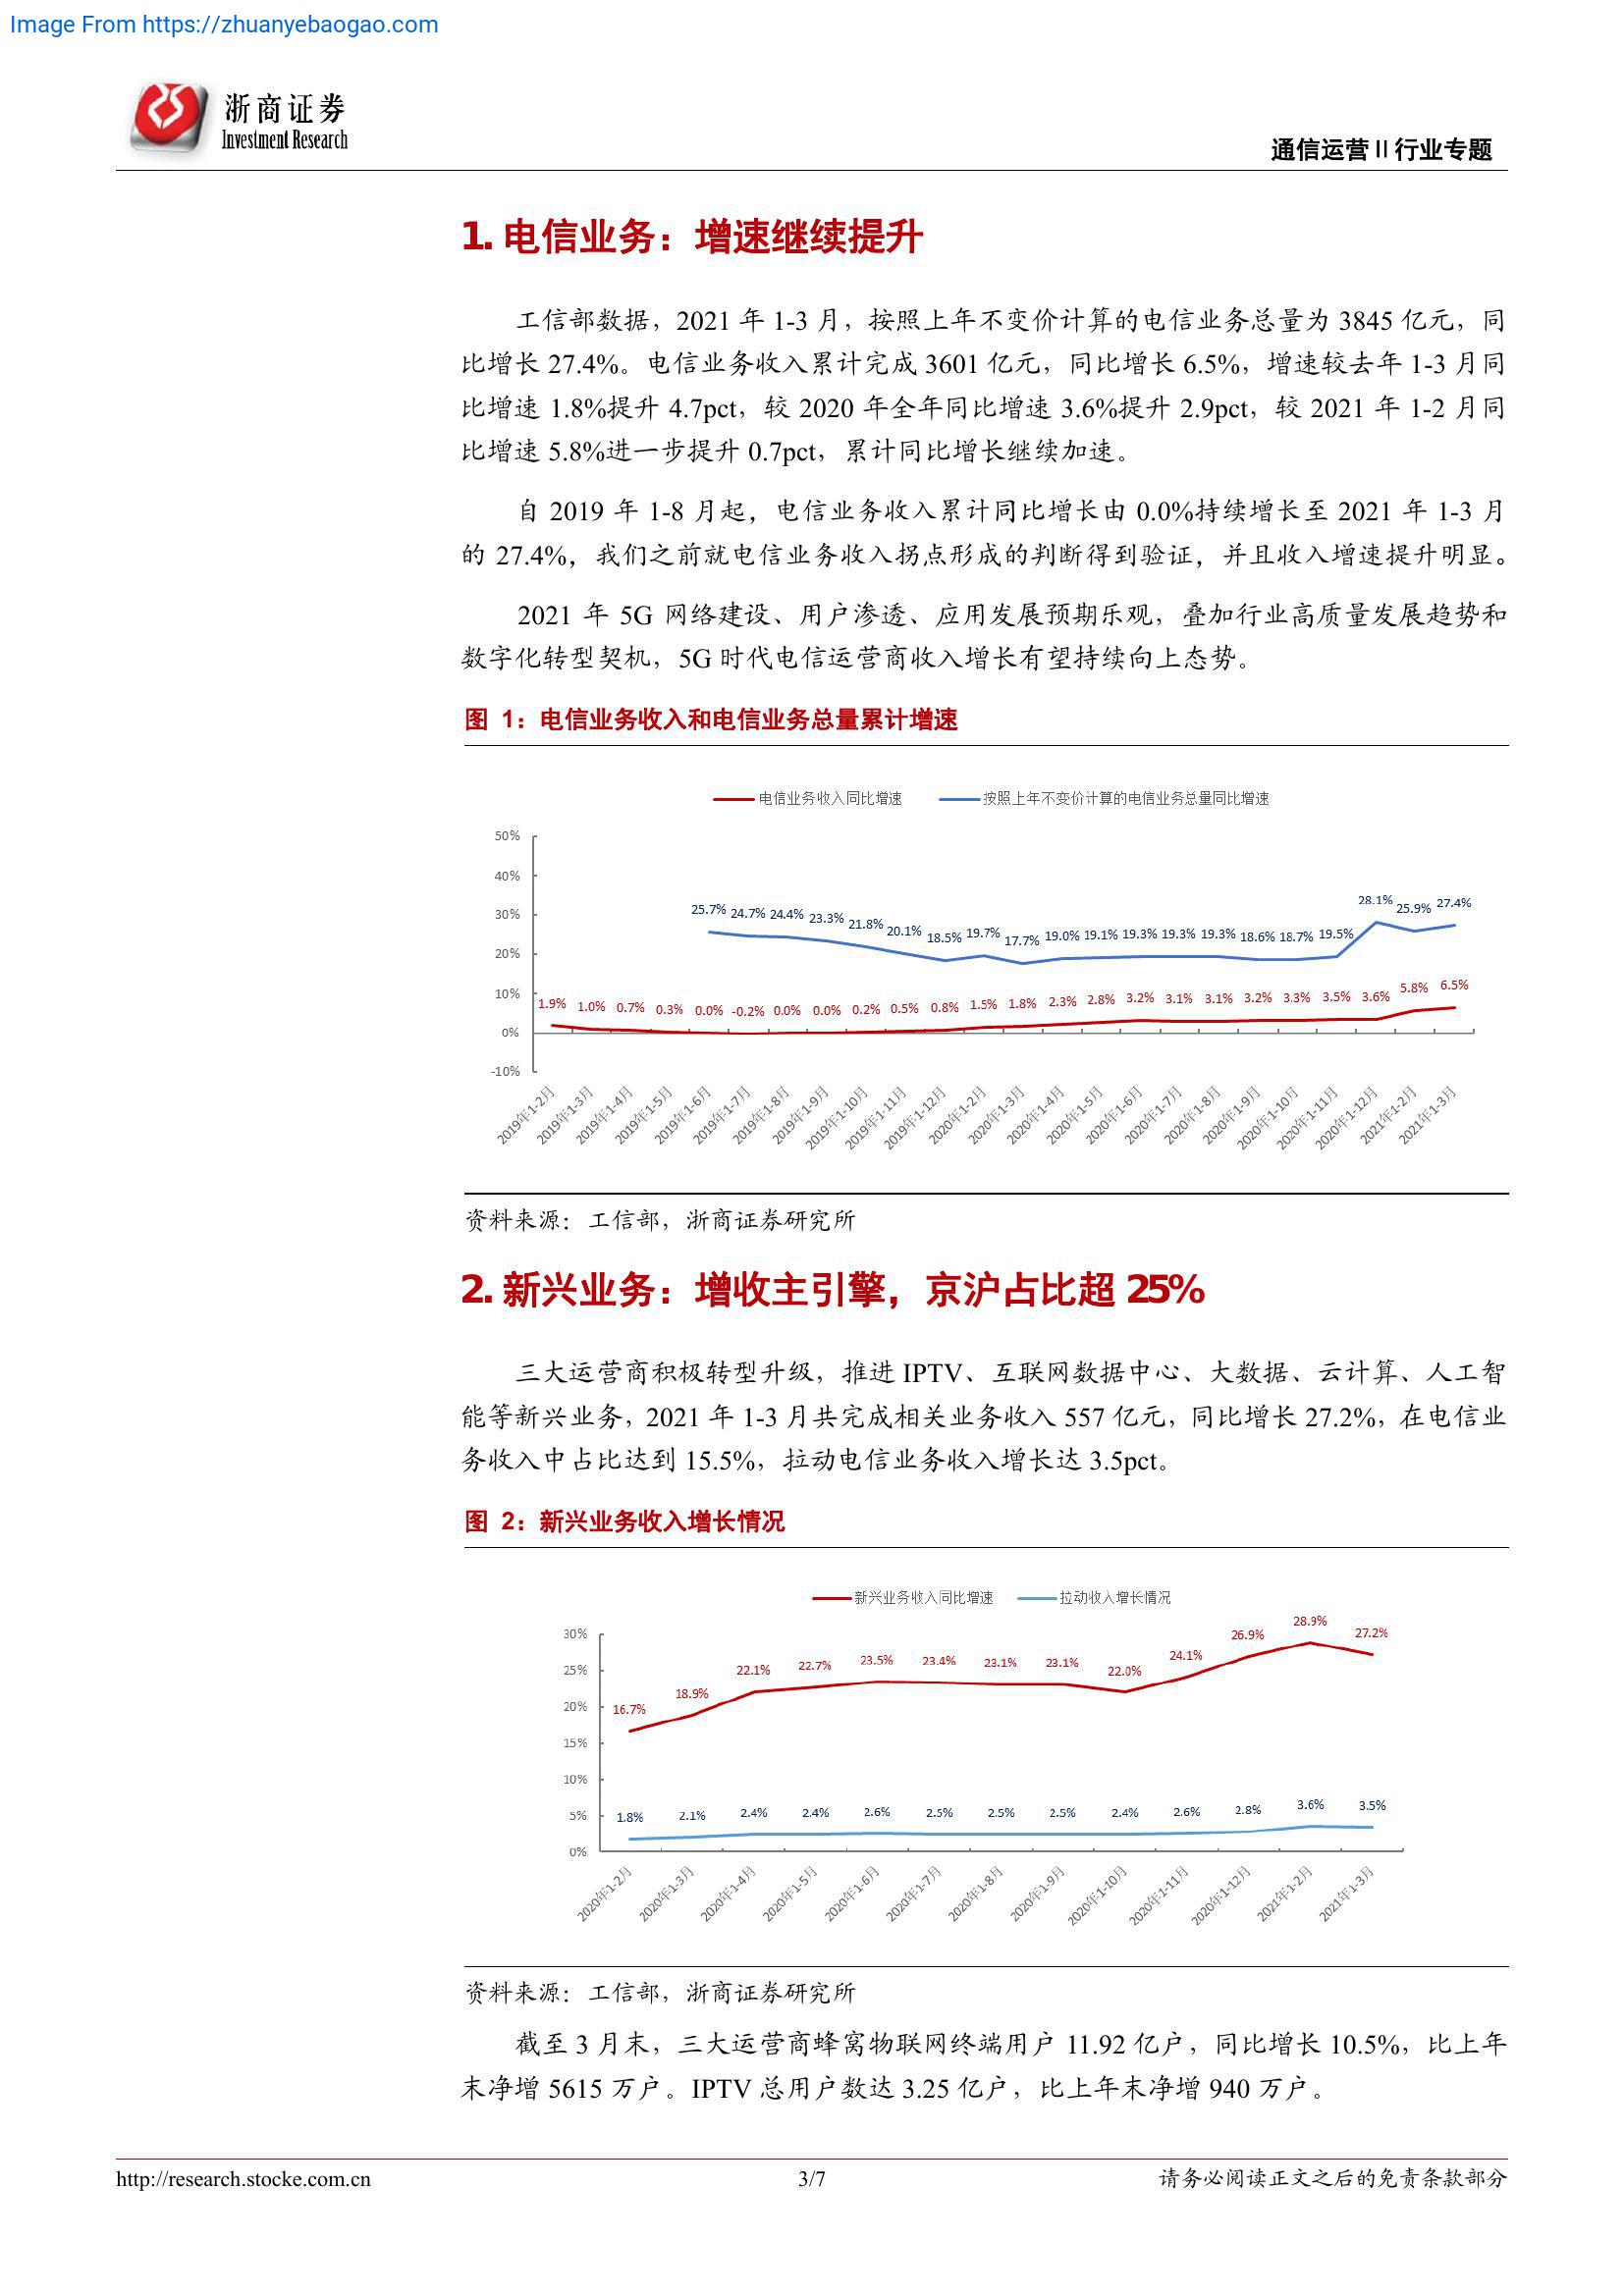 Image From https://zhuanyebaogao.com
浙商证券
Investment Research
通信运营Ⅱ行业专题
1. 电信业务：增速继续提升
工信部数据，2021 年 1-3 月，按照上年不变价计算的电信业务总量为 3845 亿元，同
比增长 27.4%。电信业务收入累计完成 3601 亿元，同比增长 6.5%，增速较去年 1-3 月同
比增速 1.8%提升 4.7pct，较 2020 年全年同比增速 3.6%提升 2.9pct，较 2021 年 1-2 月同
比增速 5.8%进一步提升 0.7pct，累计同比增长继续加速。
自 2019 年 1-8 月起，电信业务收入累计同比增长由 0.0%持续增长至 2021 年 1-3 月
的 27.4%，我们之前就电信业务收入拐点形成的判断得到验证，并且收入增速提升明显。
2021 年 5G 网络建设、用户渗透、应用发展预期乐观，叠加行业高质量发展趋势和
数字化转型契机，5G 时代电信运营商收入增长有望持续向上态势。
图 1：电信业务收入和电信业务总量累计增速
电信业务收入同比增速 按照上年不变价计算的电信业务总量同比增速
50%
40%
30%
20%
10%
0%
-10%
25.7% 24.7% 24.4% 23.3% 21.8% 20.1% 18.5% 19.7% 17.7% 19.0% 19.1% 19.3% 19.3% 19.3% 18.6% 18.7% 19.5% 28.1% 25.9% 27.4%
1.9% 1.0% 0.7% 0.3% 0.0% -0.2% 0.0% 0.0% 0.2% 0.5% 0.8% 1.5% 1.8% 2.3% 2.8% 3.2% 3.1% 3.1% 3.2% 3.3% 3.5% 3.6% 5.8% 6.5%
2019年1-2月 2019年1-3月 2019年1-4月 2019年1-5月 2019年1-6月 2019年1-7月 2019年1-8月 2019年1-9月 2019年1-10月 2019年1-11月 2019年1-12月 2020年1-2月 2020年1-3月 2020年1-4月 2020年1-5月 2020年1-6月 2020年1-7月 2020年1-8月 2020年1-9月 2020年1-10月 2020年1-11月 2020年1-12月 2021年1-2月 2021年1-3月
资料来源：工信部，浙商证券研究所
2. 新兴业务：增收主引擎，京沪占比超 25%
三大运营商积极转型升级，推进 IPTV、互联网数据中心、大数据、云计算、人工智
能等新兴业务，2021 年 1-3 月共完成相关业务收入 557 亿元，同比增长 27.2%，在电信业
务收入中占比达到 15.5%，拉动电信业务收入增长达 3.5pct。
图 2：新兴业务收入增长情况
新兴业务收入同比增速 拉动收入增长情况
30%
25%
20%
15%
10%
5%
0%
16.7% 18.9% 22.1% 22.7% 23.5% 23.4% 23.1% 23.1% 22.0% 24.1% 26.9% 28.9% 27.2%
1.8% 2.1% 2.4% 2.4% 2.6% 2.5% 2.5% 2.5% 2.4% 2.6% 2.8% 3.6% 3.5%
2020年1-2月 2020年1-3月 2020年1-4月 2020年1-5月 2020年1-6月 2020年1-7月 2020年1-8月 2020年1-9月 2020年1-10月 2020年1-11月 2020年1-12月 2021年1-2月 2021年1-3月
资料来源：工信部，浙商证券研究所
截至 3 月末，三大运营商蜂窝物联网终端用户 11.92 亿户，同比增长 10.5%，比上年
末净增 5615 万户。IPTV 总用户数达 3.25 亿户，比上年末净增 940 万户。
http://research.stocke.com.cn
3/7
请务必阅读正文之后的免责条款部分